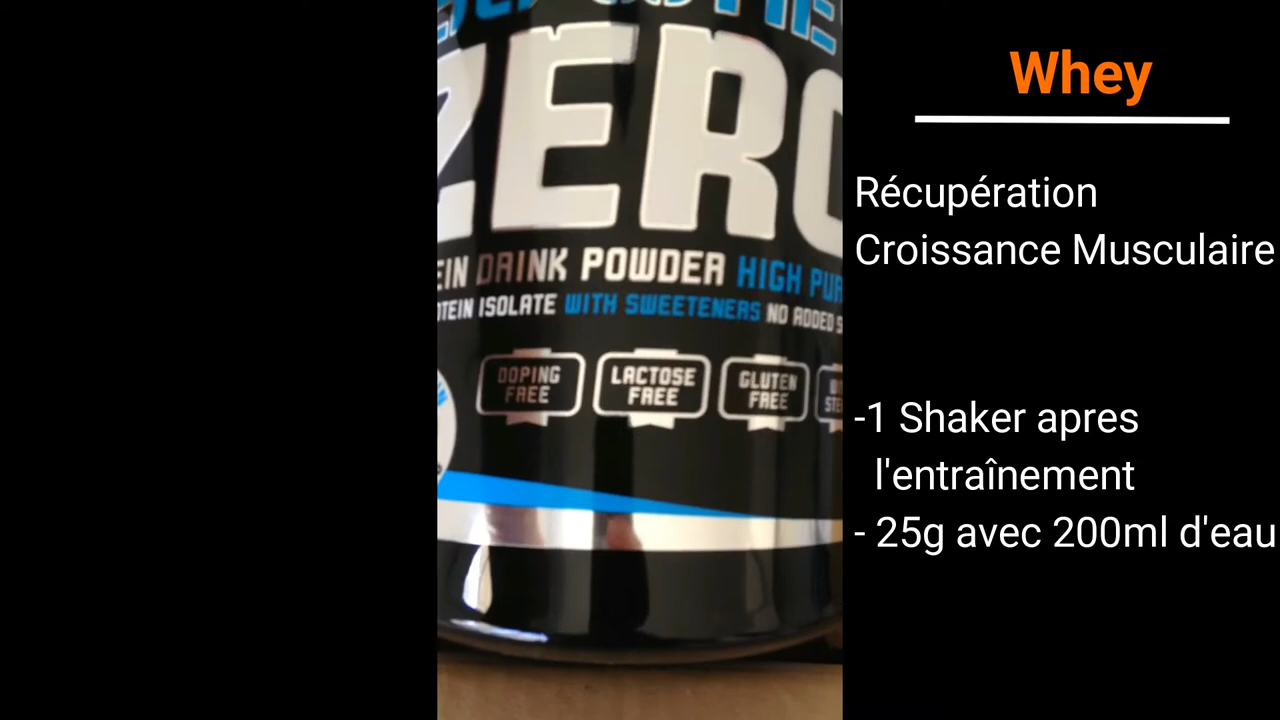 ZERO
DRINK POWDER HIGH
ISOLATE WITH SWEETENERS NO ADDED
DOPING
FREE
LACTOSE
FREE
GLUTEN
FREE
Whey
Récupération
Croissance Musculaire
-1 Shaker apres
l'entraînement
- 25g avec 200ml d'eau